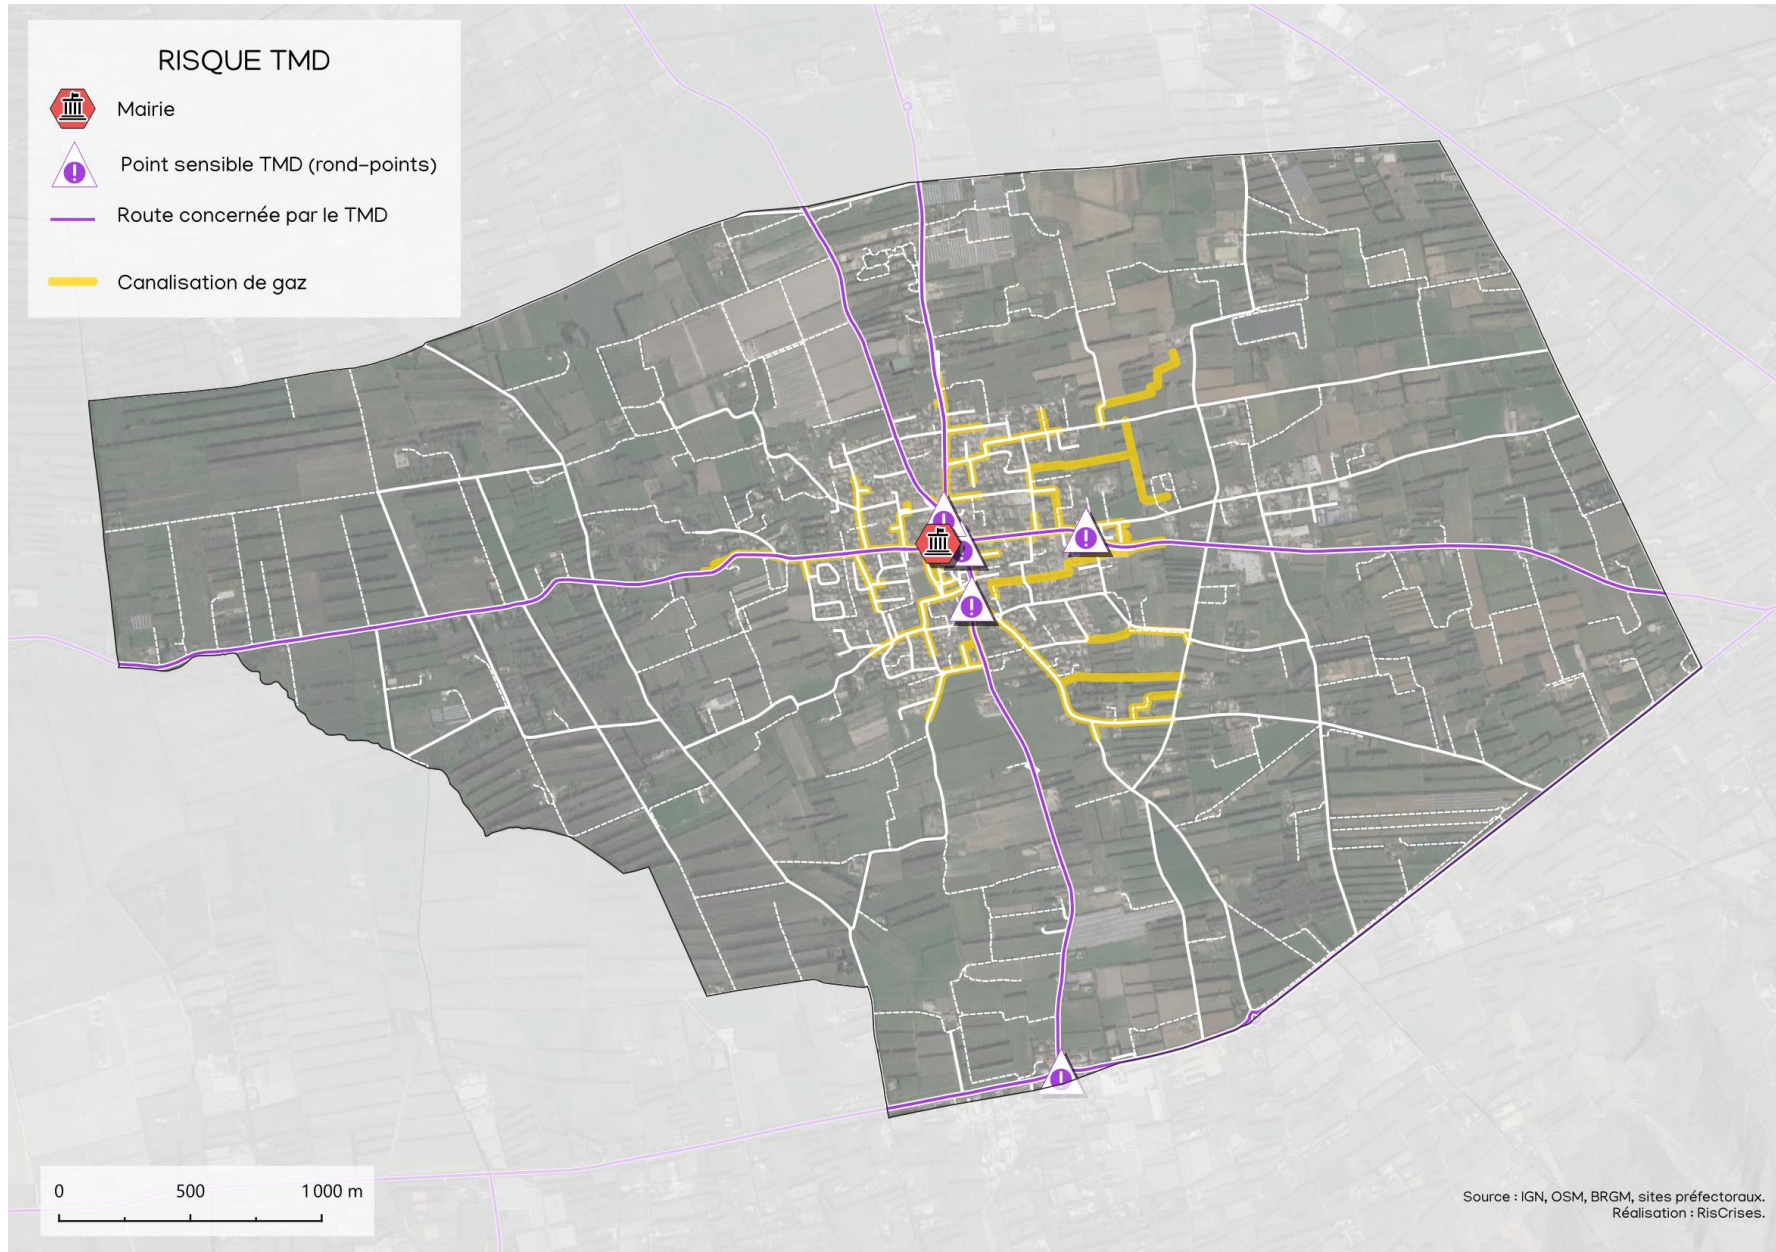 RISQUE TMD
Mairie
Point sensible TMD (rond-points)
Route concernée par le TMD
Canalisation de gaz
0 500 1 000 m
Source : IGN, OSM, BRGM, sites préfectoraux.
Réalisation : RisCrises.